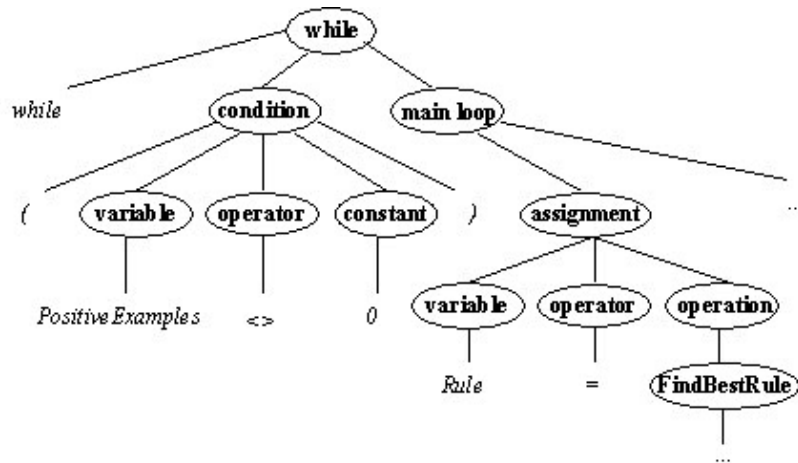 while
while condition main loop
( variable operator constant ) assignment ..
PositiveExamples <> 0 variable operator operation
Rule = FindBestRule
...